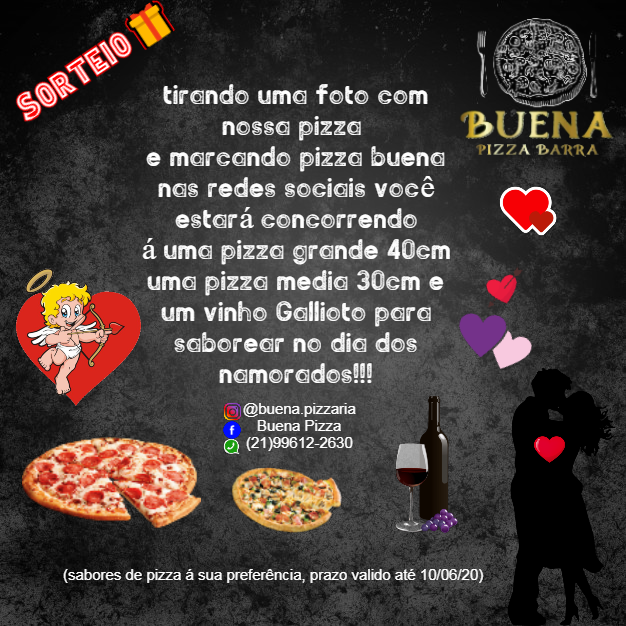 SORTEIO
BUENA
PIZZA BARRA
tirando uma foto com
nossa pizza
e marcando pizza buena
nas redes sociais você
estará concorrendo
á uma pizza grande 40cm
uma pizza media 30cm e
um vinho Gallioto para
saborear no dia dos
namorados!!!
@buena.pizzaria
Buena Pizza
(21)99612-2630
(sabores de pizza á sua preferência, prazo valido até 10/06/20)